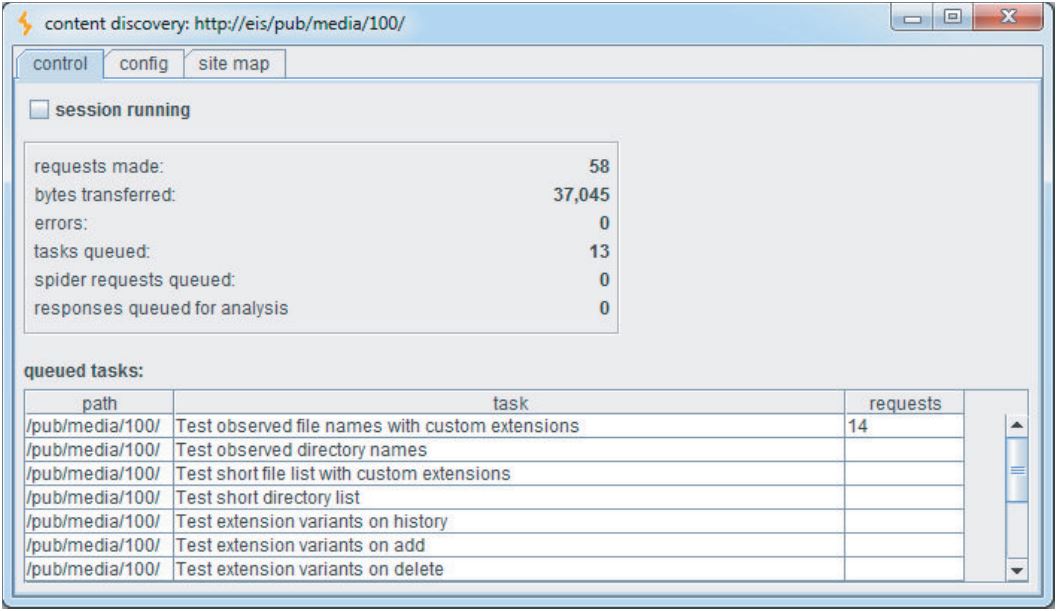 content discovery: http://eis/pub/media/100/
control config site map
session running
requests made: 58
bytes transferred: 37,045
errors: 0
tasks queued: 13
spider requests queued: 0
responses queued for analysis 0
queued tasks:
path task requests
/pub/media/100/ Test observed file names with custom extensions 14
/pub/media/100/ Test observed directory names
/pub/media/100/ Test short file list with custom extensions
/pub/media/100/ Test short directory list
/pub/media/100/ Test extension variants on history
/pub/media/100/ Test extension variants on add
/pub/media/100/ Test extension variants on delete